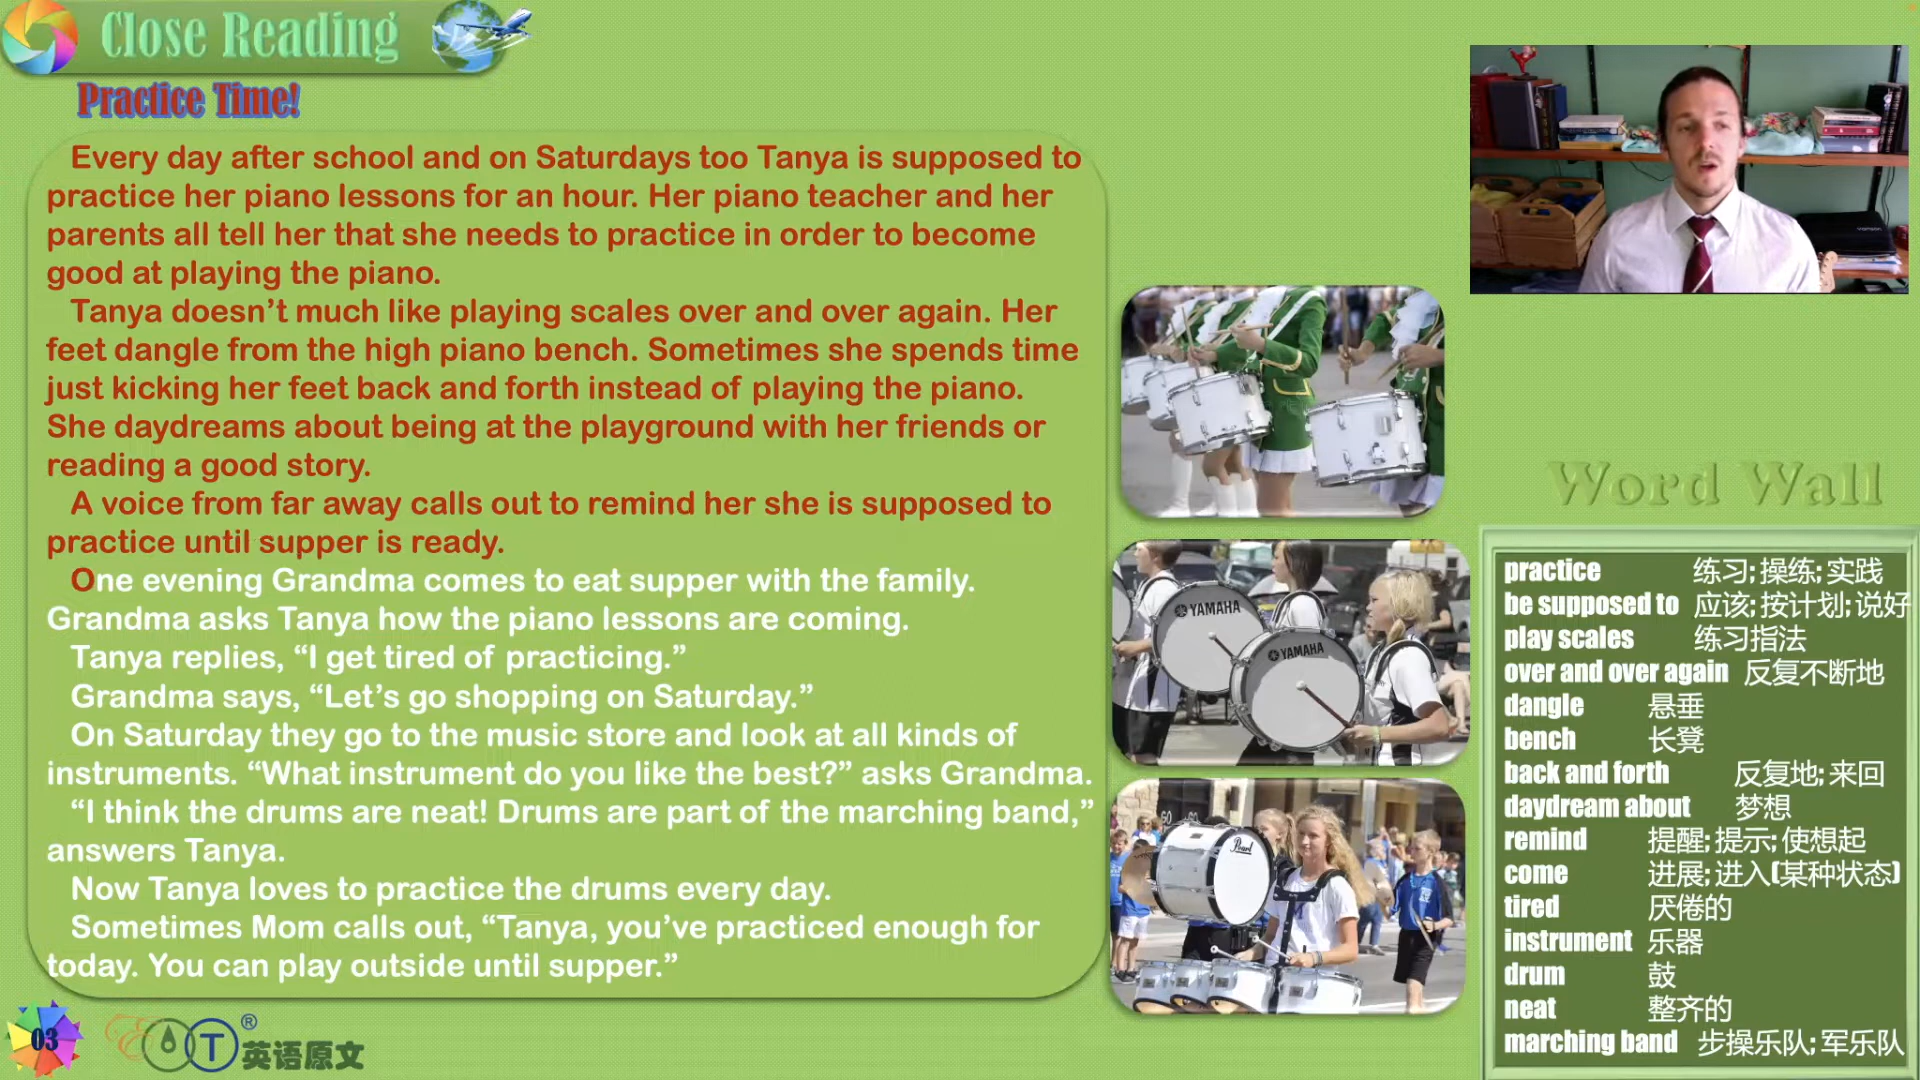 Close Reading
Practice Time!
Every day after school and on Saturdays too Tanya is supposed to
practice her piano lessons for an hour. Her piano teacher and her
parents all tell her that she needs to practice in order to become
good at playing the piano.
Tanya doesn’t much like playing scales over and over again. Her
feet dangle from the high piano bench. Sometimes she spends time
just kicking her feet back and forth instead of playing the piano.
She daydreams about being at the playground with her friends or
reading a good story.
A voice from far away calls out to remind her she is supposed to
practice until supper is ready.
One evening Grandma comes to eat supper with the family.
Grandma asks Tanya how the piano lessons are coming.
Tanya replies, “I get tired of practicing.”
Grandma says, “Let’s go shopping on Saturday.”
On Saturday they go to the music store and look at all kinds of
instruments. “What instrument do you like the best?” asks Grandma.
“I think the drums are neat! Drums are part of the marching band,”
answers Tanya.
Now Tanya loves to practice the drums every day.
Sometimes Mom calls out, “Tanya, you’ve practiced enough for
today. You can play outside until supper.”
YAMAHA
YAMAHA
Pearl
Word Wall
practice 练习; 操练; 实践
be supposed to 应该; 按计划; 说好
play scales 练习指法
over and over again 反复不断地
dangle 悬垂
bench 长凳
back and forth 反复地; 来回
daydream about 梦想
remind 提醒; 提示; 使想起
come 进展; 进入(某种状态)
tired 厌倦的
instrument 乐器
drum 鼓
neat 整齐的
marching band 步操乐队; 军乐队
03
T® 英语原文